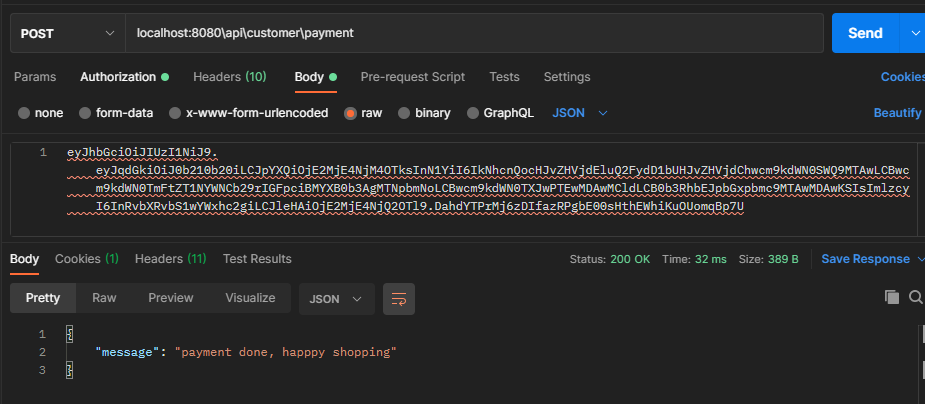 POST localhost:8080\api\customer\payment Send
Params Authorization Headers (10) Body Pre-request Script Tests Settings Cookies
none form-data x-www-form-urlencoded raw binary GraphQL JSON Beautify
1 eyJhbGciOiJIUzI1NiJ9.
eyJqdGkiOiJ0b210b20iLCJpYXQiOjE2MjE4NjM4OTksInN1YiI6IkNhcnQocHJvZHVjdEluQ2FydD1bUHJvZHVjdChwcm9kdWN0SWQ9MTAwLCBwc
m9kdWN0TmFtZT1NYWNCb29rIGFpciBMYXB0b3AgMTNpbmNoLCBwcm9kdWN0TXJwPTEwMDAwMCldLCB0b3RhbEJpbGxpbmc9MTAwMDAwKSIsImlzcy
I6InRvbXRvbS1wYWxhc2giLCJleHAiOjE2MjE4NjQ2OTl9.DahdYTPrMj6zDIfazRPgbE00sHthEWhiKuOUomqBp7U
Body Cookies (1) Headers (11) Test Results Status: 200 OK Time: 32 ms Size: 389 B Save Response
Pretty Raw Preview Visualize JSON
1 {
2 "message": "payment done, happpy shopping"
3 }